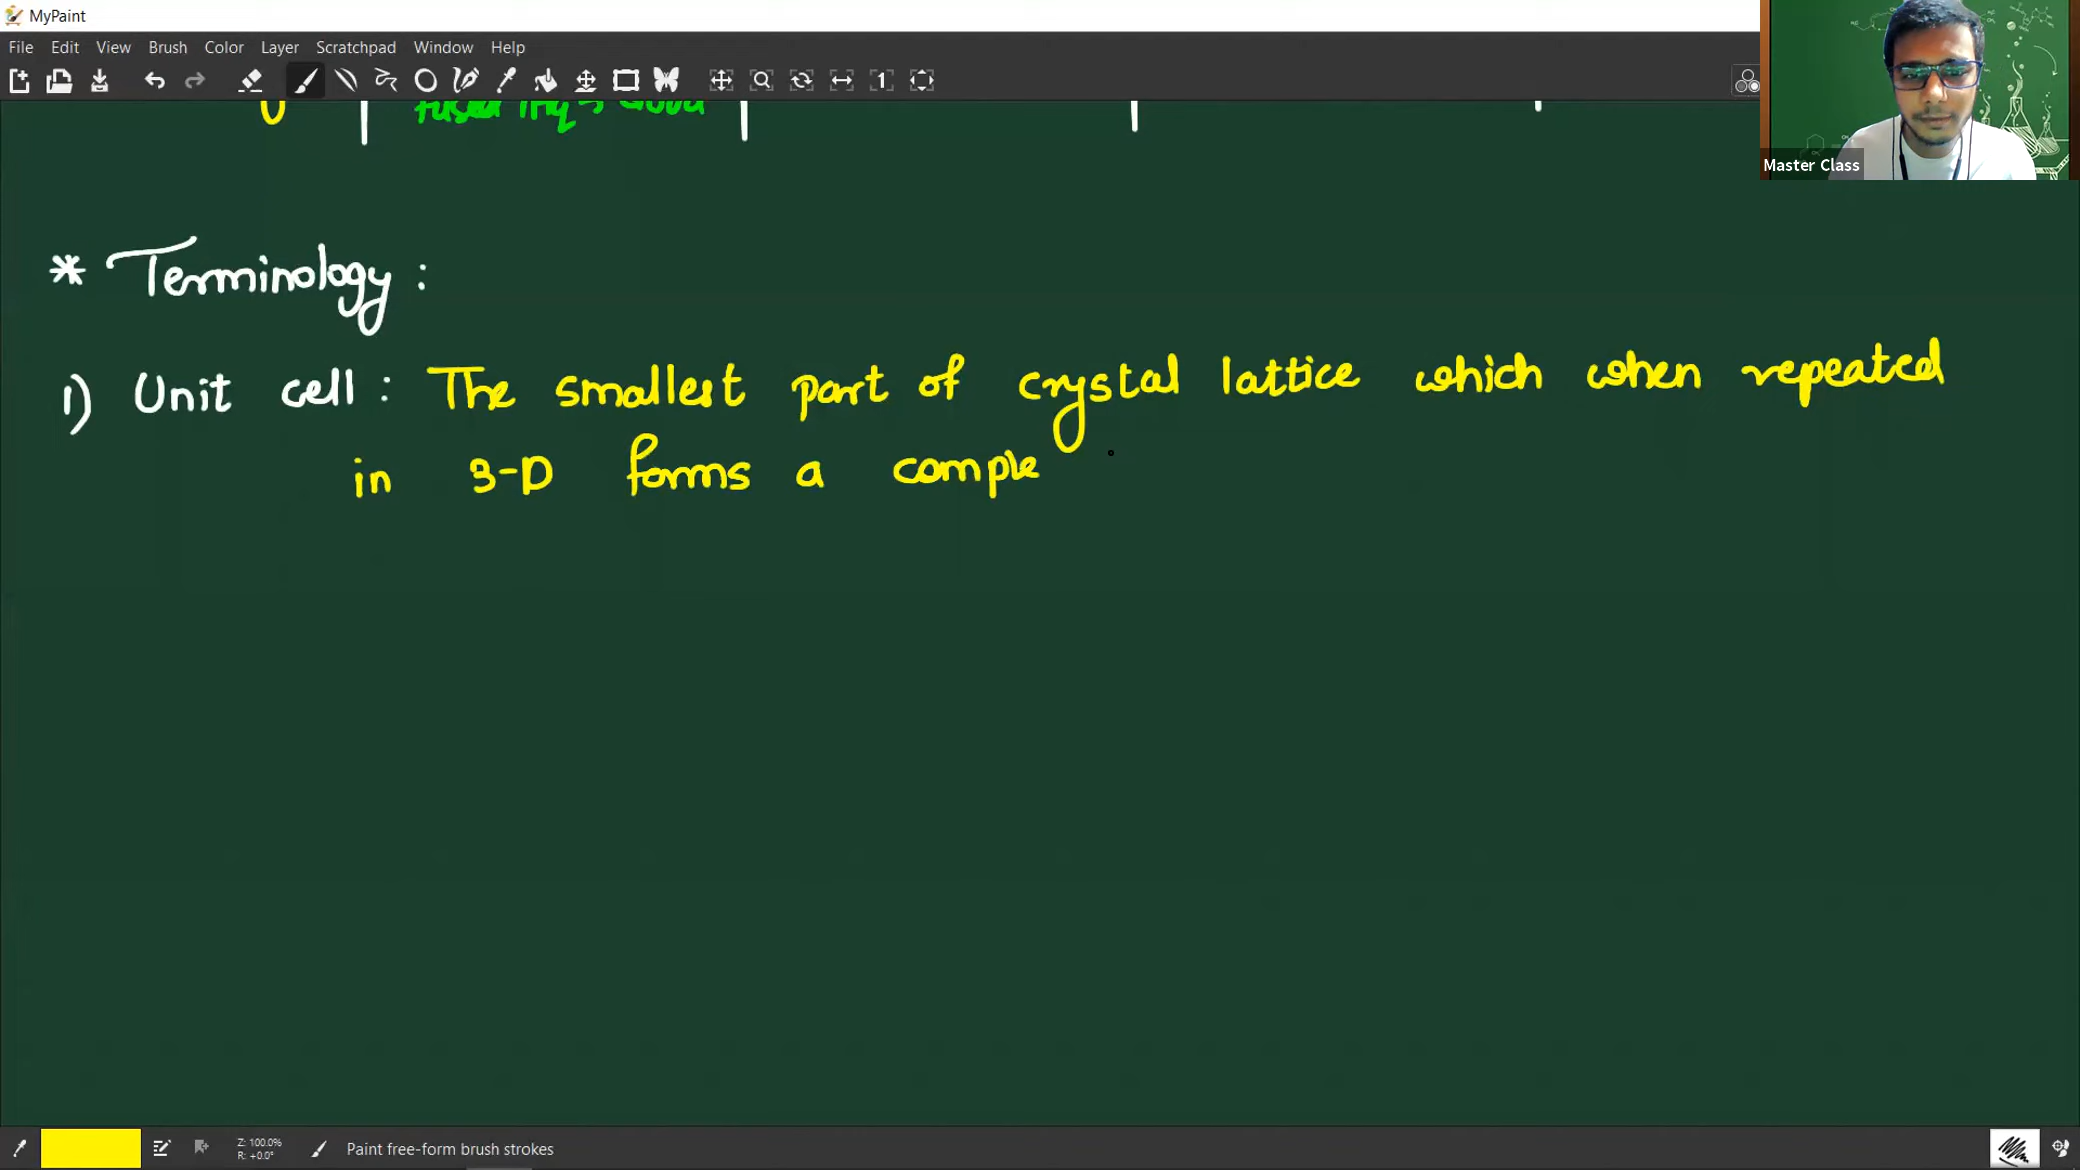 MyPaint
File Edit View Brush Color Layer Scratchpad Window Help
Master Class
* Terminology :
1) Unit cell : The smallest part of crystal lattice which when repeated
in 3-D forms a comple
Z: 100.0%
R: +0.0°
Paint free-form brush strokes